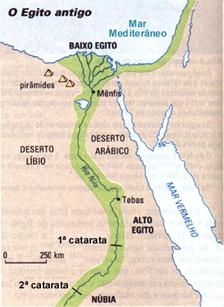 O Egito antigo
Mar
Mediterrâneo
BAIXO EGITO
pirâmides
Mênfis
DESERTO
LÍBIO
DESERTO
ARÁBICO
Rio Nilo
MAR VERMELHO
Tebas
ALTO
EGITO
1ª catarata
0 250 km
2ª catarata
NÚBIA